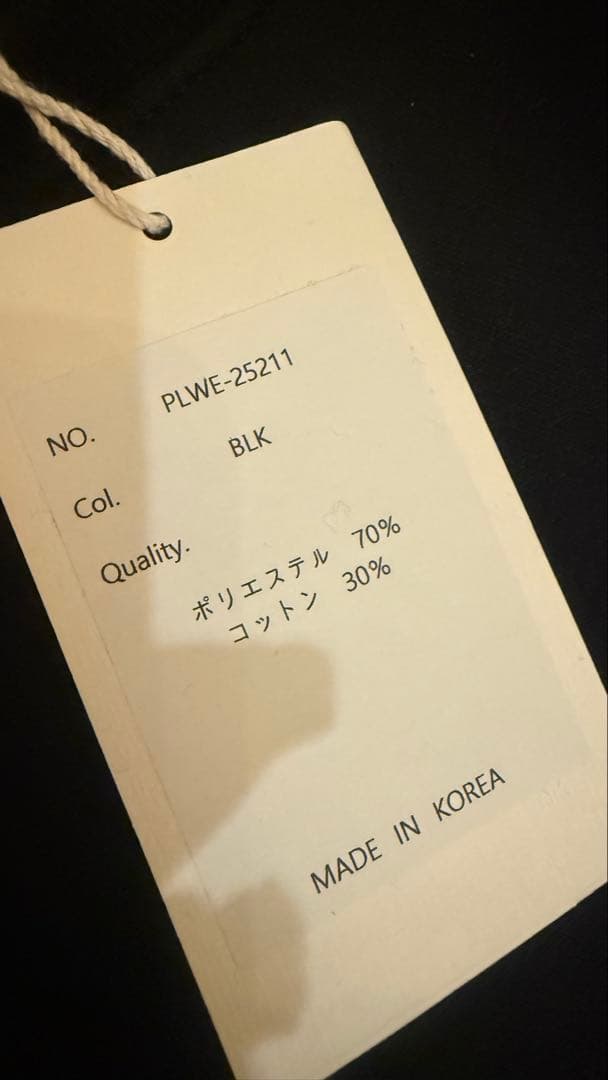 NO. PLWE-25211
Col. BLK
Quality.
ポリエステル 70%
コットン 30%
MADE IN KOREA